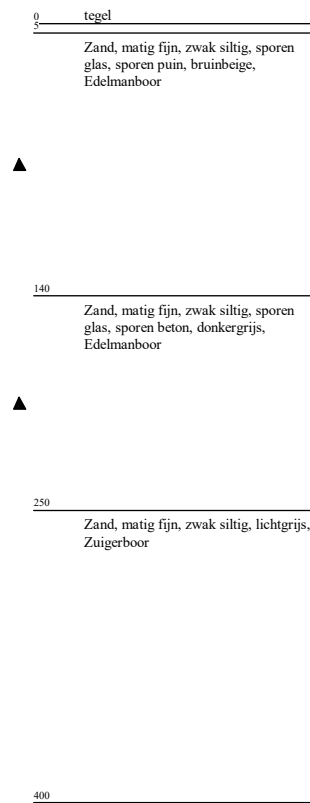 0 tegel
5
Zand, matig fijn, zwak siltig, sporen
glas, sporen puin, bruinbeige,
Edelmanboor
140
Zand, matig fijn, zwak siltig, sporen
glas, sporen beton, donkergrijs,
Edelmanboor
250
Zand, matig fijn, zwak siltig, lichtgrijs,
Zuigerboor
400